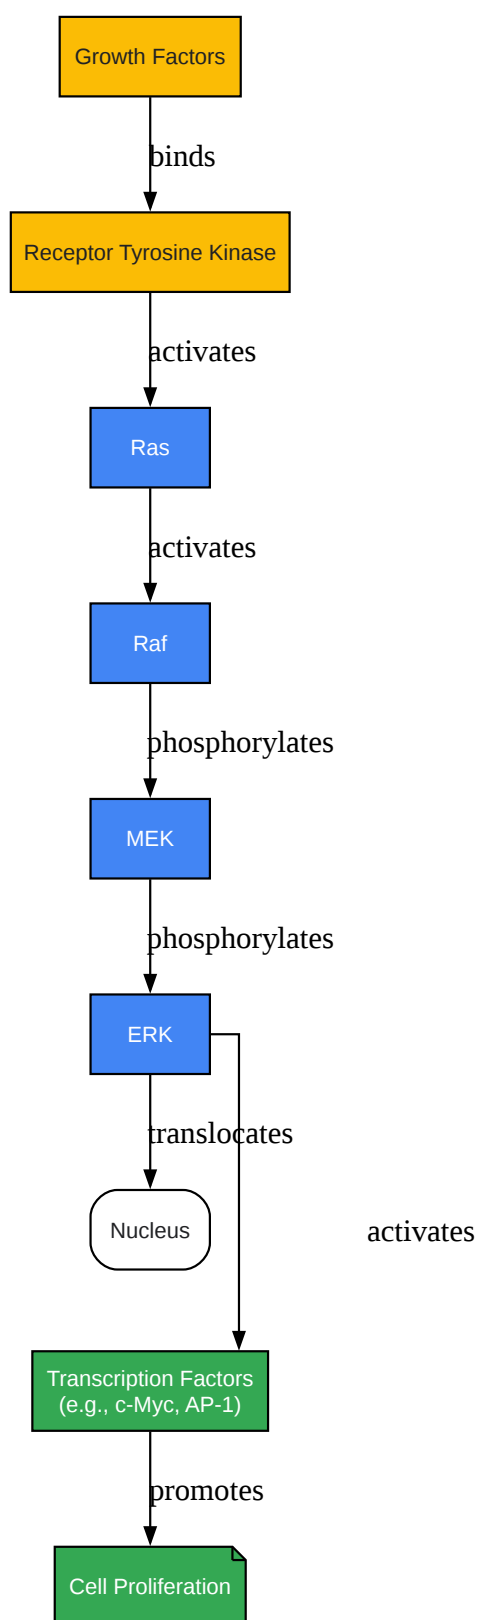 Growth Factors
binds
Receptor Tyrosine Kinase
activates
Ras
activates
Raf
phosphorylates
MEK
phosphorylates
ERK
translocates
Nucleus
activates
Transcription Factors
(e.g., c-Myc, AP-1)
promotes
Cell Proliferation